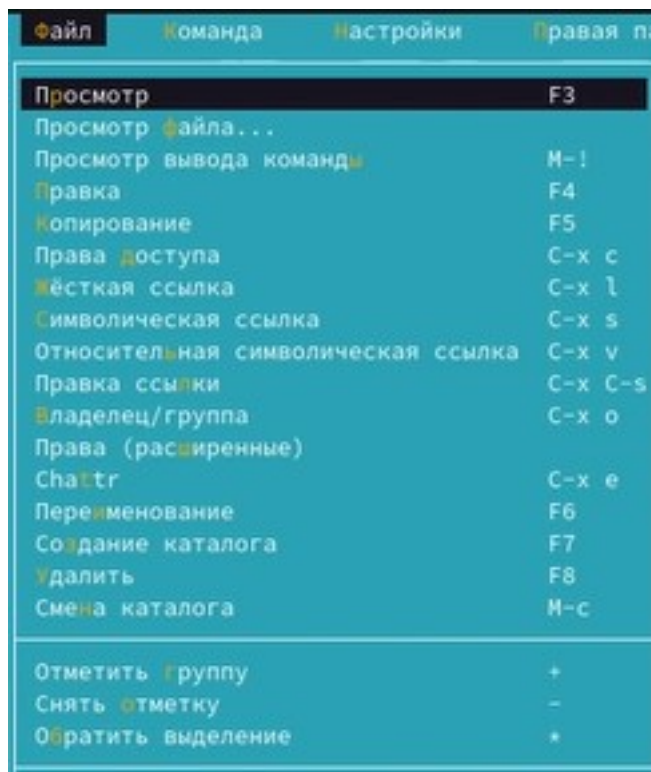 Файл Команда Настройки Правая па
Просмотр F3
Просмотр файла...
Просмотр вывода команды M-!
Правка F4
Копирование F5
Права доступа C-x c
Жёсткая ссылка C-x l
Символическая ссылка C-x s
Относительная символическая ссылка C-x v
Правка ссылки C-x C-s
Владелец/группа C-x o
Права (расширенные)
Chattr C-x e
Переименование F6
Создание каталога F7
Удалить F8
Смена каталога M-c
Отметить группу +
Снять отметку -
Обратить выделение *